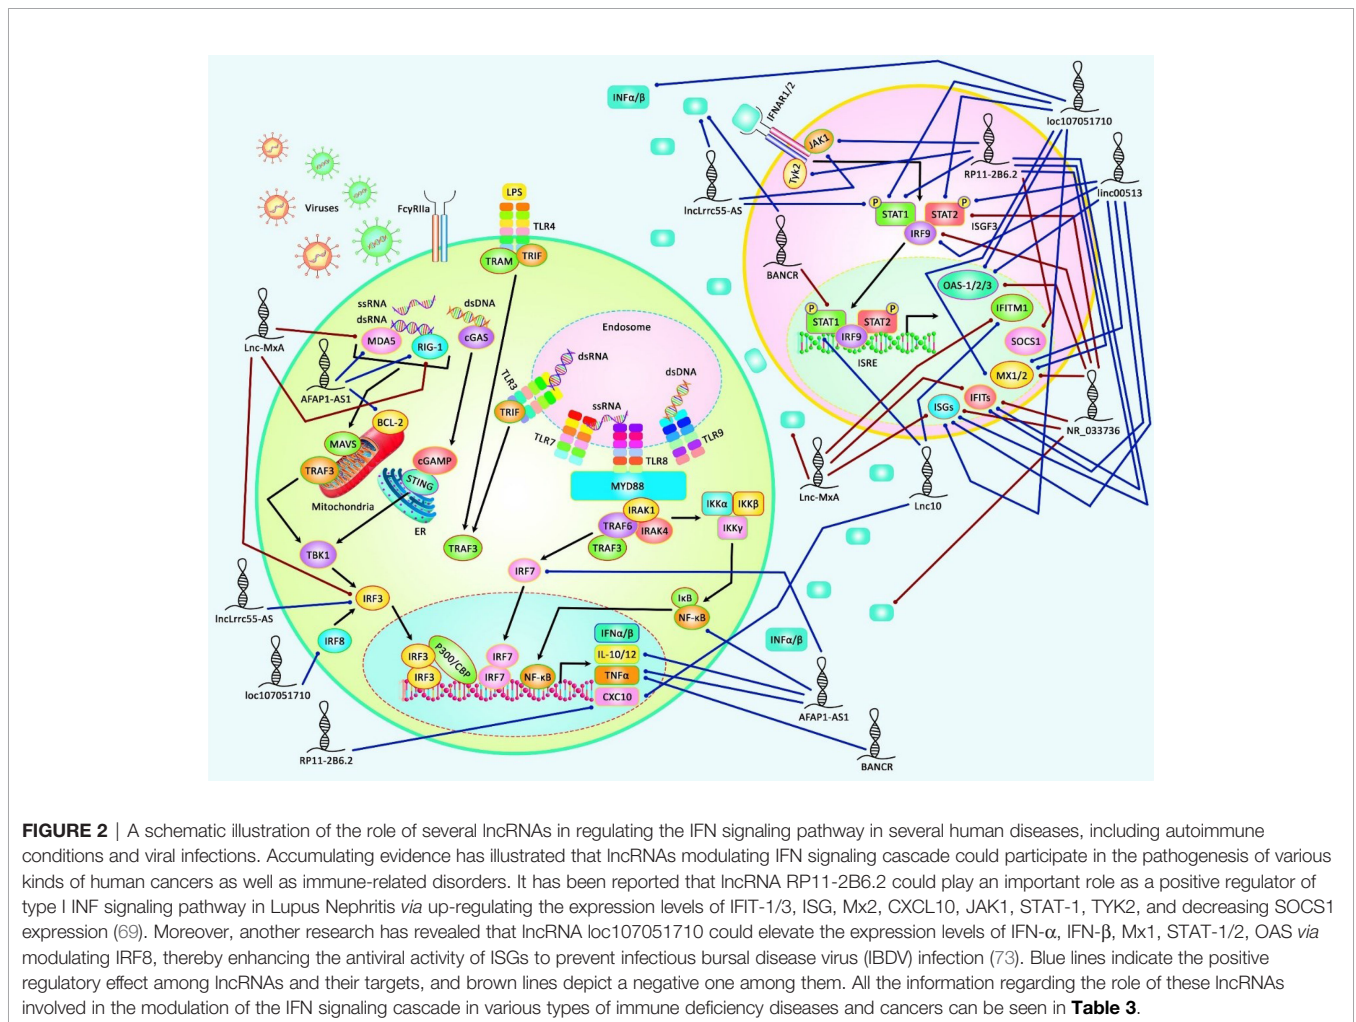 INFα/β
IFNAR1/2
JAK1
Tyk2
loc107051710
RP11-2B6.2
linc00513
lncLrrc55-AS
BANCR
P
STAT1
P
STAT2
IRF9
ISGF3
OAS-1/2/3
IFITM1
SOCS1
MX1/2
IFITs
ISGs
P
STAT1
P
STAT2
IRF9
ISRE
NR_033736
Lnc-MxA
Lnc10
Viruses
FcγRIIa
LPS
TLR4
TRAM
TRIF
ssRNA
dsRNA
dsDNA
MDA5
RIG-1
cGAS
Lnc-MxA
AFAP1-AS1
BCL-2
MAVS
TRAF3
Mitochondria
cGAMP
STING
ER
Endosome
dsRNA
TLR3
TRIF
ssRNA
dsDNA
TLR7
TLR8
TLR9
MYD88
IRAK1
TRAF6
IRAK4
TRAF3
IKKα
IKKβ
IKKγ
TRAF3
TBK1
IRF3
IRF7
IκB
NF-κB
lncLrrc55-AS
IRF8
loc107051710
RP11-2B6.2
IRF3
IRF3
P300/CBP
IRF7
IRF7
NF-κB
IFNα/β
IL-10/12
TNFα
CXC10
INFα/β
AFAP1-AS1
BANCR
FIGURE 2 | A schematic illustration of the role of several lncRNAs in regulating the IFN signaling pathway in several human diseases, including autoimmune
conditions and viral infections. Accumulating evidence has illustrated that lncRNAs modulating IFN signaling cascade could participate in the pathogenesis of various
kinds of human cancers as well as immune-related disorders. It has been reported that lncRNA RP11-2B6.2 could play an important role as a positive regulator of
type I INF signaling pathway in Lupus Nephritis via up-regulating the expression levels of IFIT-1/3, ISG, Mx2, CXCL10, JAK1, STAT-1, TYK2, and decreasing SOCS1
expression (69). Moreover, another research has revealed that lncRNA loc107051710 could elevate the expression levels of IFN-α, IFN-β, Mx1, STAT-1/2, OAS via
modulating IRF8, thereby enhancing the antiviral activity of ISGs to prevent infectious bursal disease virus (IBDV) infection (73). Blue lines indicate the positive
regulatory effect among lncRNAs and their targets, and brown lines depict a negative one among them. All the information regarding the role of these lncRNAs
involved in the modulation of the IFN signaling cascade in various types of immune deficiency diseases and cancers can be seen in Table 3.